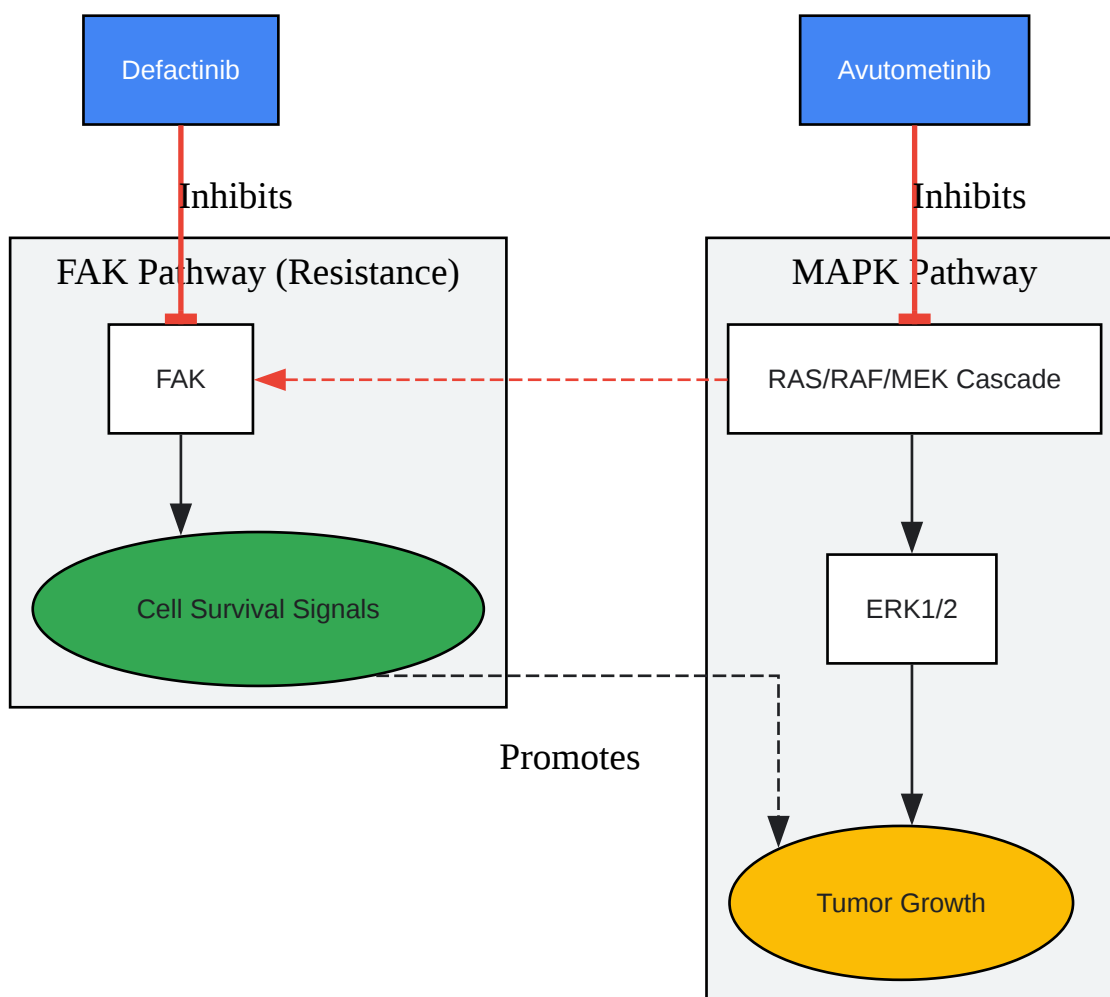 Defactinib
Avutometinib
Inhibits
Inhibits
FAK Pathway (Resistance)
MAPK Pathway
FAK
RAS/RAF/MEK Cascade
Cell Survival Signals
ERK1/2
Promotes
Tumor Growth